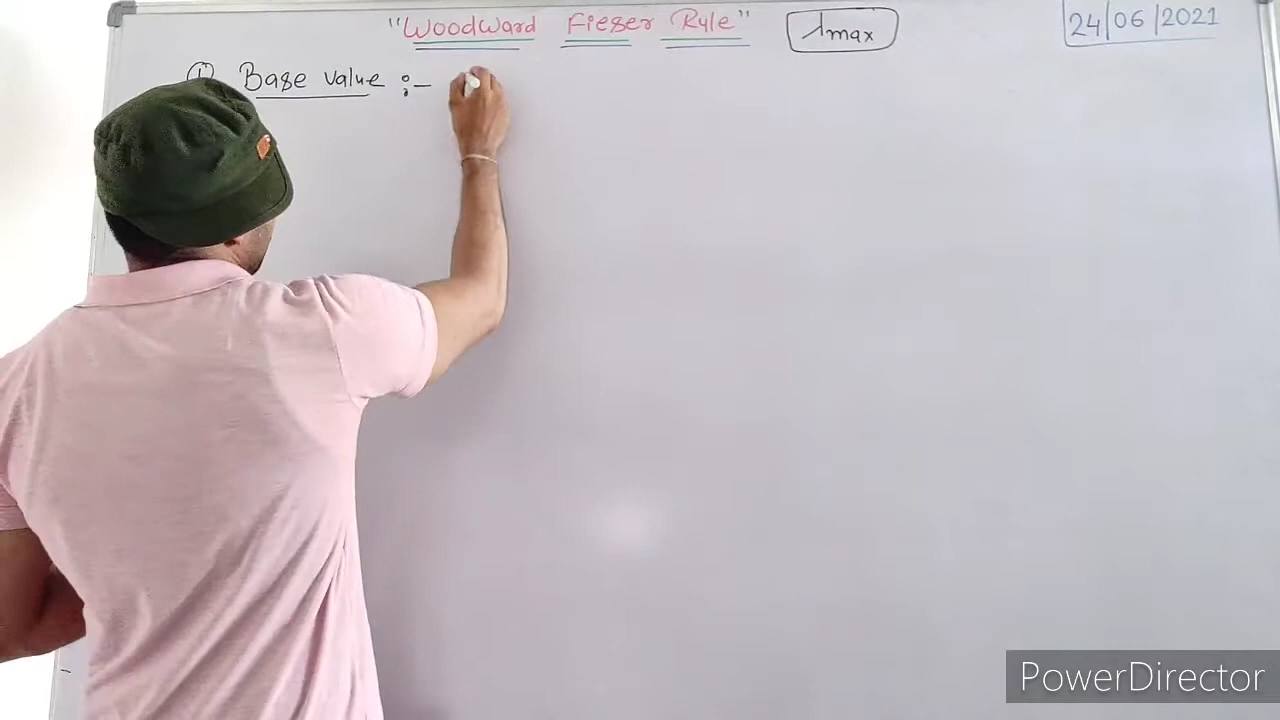 "Woodward Fieser Rule" λmax 24/06/2021
① Base value :-
PowerDirector